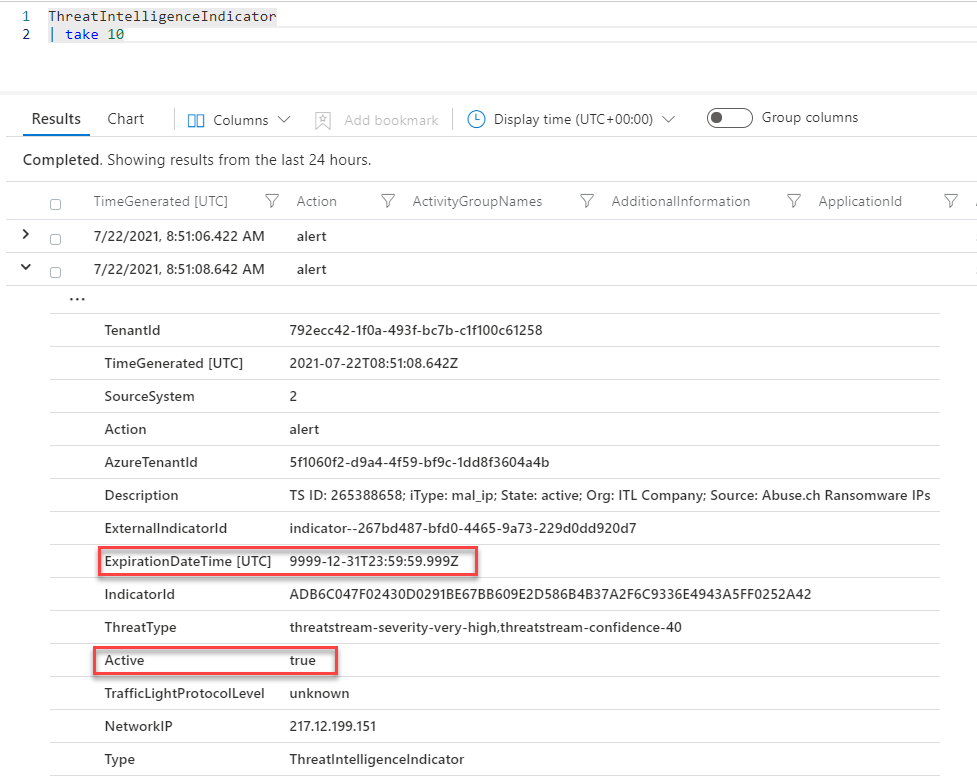 1 ThreatIntelligenceIndicator
2 | take 10
Results Chart Columns Add bookmark Display time (UTC+00:00) Group columns
Completed. Showing results from the last 24 hours.
TimeGenerated [UTC] Action ActivityGroupNames AdditionalInformation ApplicationId
7/22/2021, 8:51:06.422 AM alert
7/22/2021, 8:51:08.642 AM alert
...
TenantId 792ecc42-1f0a-493f-bc7b-c1f100c61258
TimeGenerated [UTC] 2021-07-22T08:51:08.642Z
SourceSystem 2
Action alert
AzureTenantId 5f1060f2-d9a4-4f59-bf9c-1dd8f3604a4b
Description TS ID: 265388658; iType: mal_ip; State: active; Org: ITL Company; Source: Abuse.ch Ransomware IPs
ExternalIndicatorId indicator--267bd487-bfd0-4465-9a73-229d0dd920d7
ExpirationDateTime [UTC] 9999-12-31T23:59:59.999Z
IndicatorId ADB6C047F02430D0291BE67BB609E2D586B4B37A2F6C9336E4943A5FF0252A42
ThreatType threatstream-severity-very-high,threatstream-confidence-40
Active true
TrafficLightProtocolLevel unknown
NetworkIP 217.12.199.151
Type ThreatIntelligenceIndicator